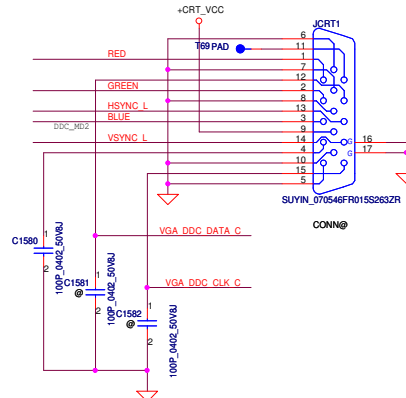 +CRT_VCC
JCRT1
6
T69 PAD
11
RED
1
7
12
GREEN
2
8
HSYNC_L
13
BLUE
3
DDC_MD2
9
VSYNC_L
14
G
16
4
G
17
10
15
5
SUYIN_070546FR015S263ZR
CONN@
VGA_DDC_DATA_C
C1580
1
2
100P_0402_50V8J
C1581
@
1
2
100P_0402_50V8J
VGA_DDC_CLK_C
C1582
@
1
2
100P_0402_50V8J